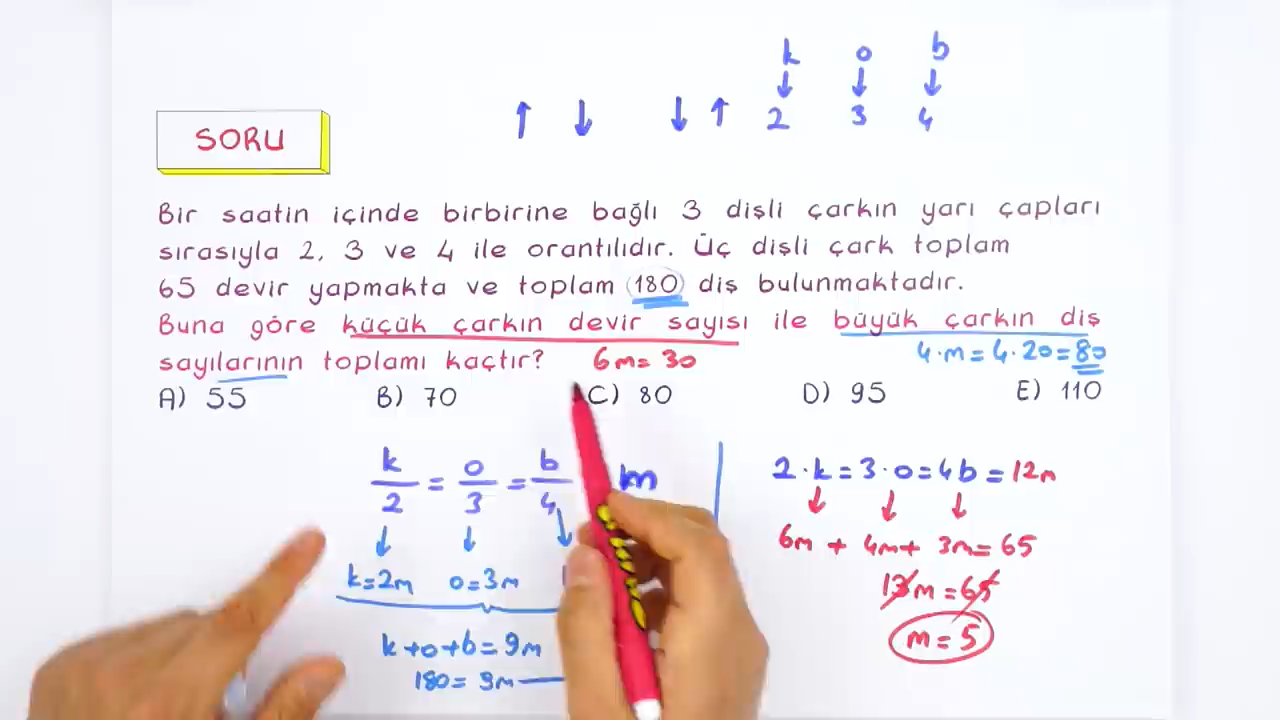 k o b
↑ ↓ ↓ ↑ ↓ ↓ ↓
2 3 4
SORU
Bir saatin içinde birbirine bağlı 3 dişli çarkın yarı çapları
sırasıyla 2, 3 ve 4 ile orantılıdır. Üç dişli çark toplam
65 devir yapmakta ve toplam 180 diş bulunmaktadır.
Buna göre küçük çarkın devir sayısı ile büyük çarkın diş
sayılarının toplamı kaçtır? 6m=30 4·m=4·20=80
A) 55 B) 70 C) 80 D) 95 E) 110
k/2 = o/3 = b/4 m
k=2m o=3m
k+o+b=9m
180=9m
2·k=3·o=4b=12m
6m+4m+3m=65
13m=65
m=5